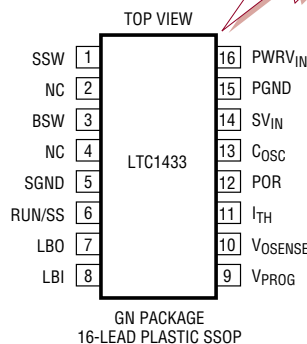 TOP VIEW
SSW 1
NC 2
BSW 3
NC 4
SGND 5
RUN/SS 6
LBO 7
LBI 8
LTC1433
16 PWRVIN
15 PGND
14 SVIN
13 COSC
12 POR
11 ITH
10 VOSENSE
9 VPROG
GN PACKAGE
16-LEAD PLASTIC SSOP